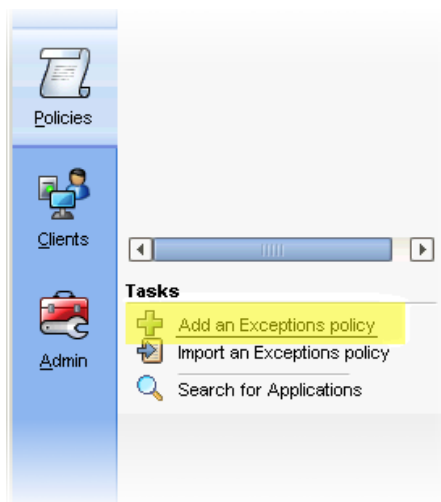 Policies
Clients
Admin
Tasks
Add an Exceptions policy
Import an Exceptions policy
Search for Applications